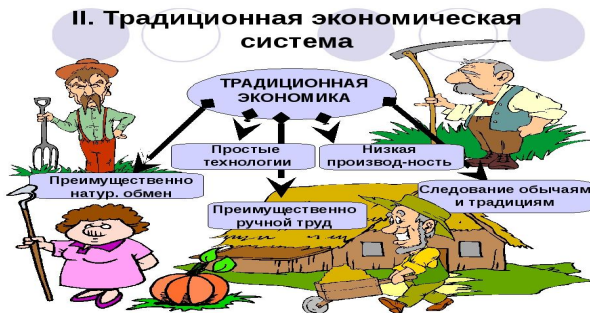 II. Традиционная экономическая
система
ТРАДИЦИОННАЯ
ЭКОНОМИКА
Простые
технологии
Низкая
производ-ность
Преимущественно
натур. обмен
Следование обычаям
и традициям
Преимущественно
ручной труд